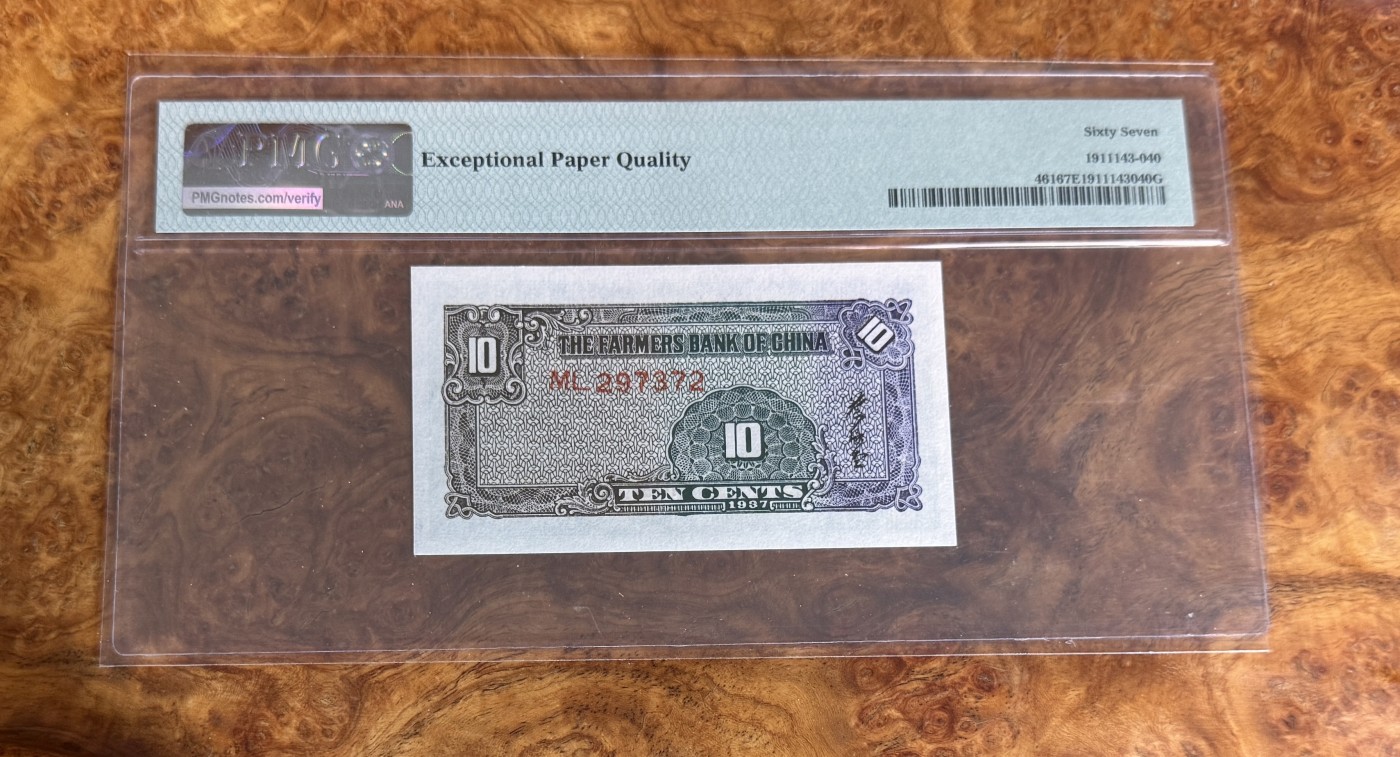 PMG
PMGnotes.com/verify
ANA
Exceptional Paper Quality
Sixty Seven
1911143-040
46167E1911143040G
10
10
THE FARMERS BANK OF CHINA
ML 297372
10
TEN CENTS
1937